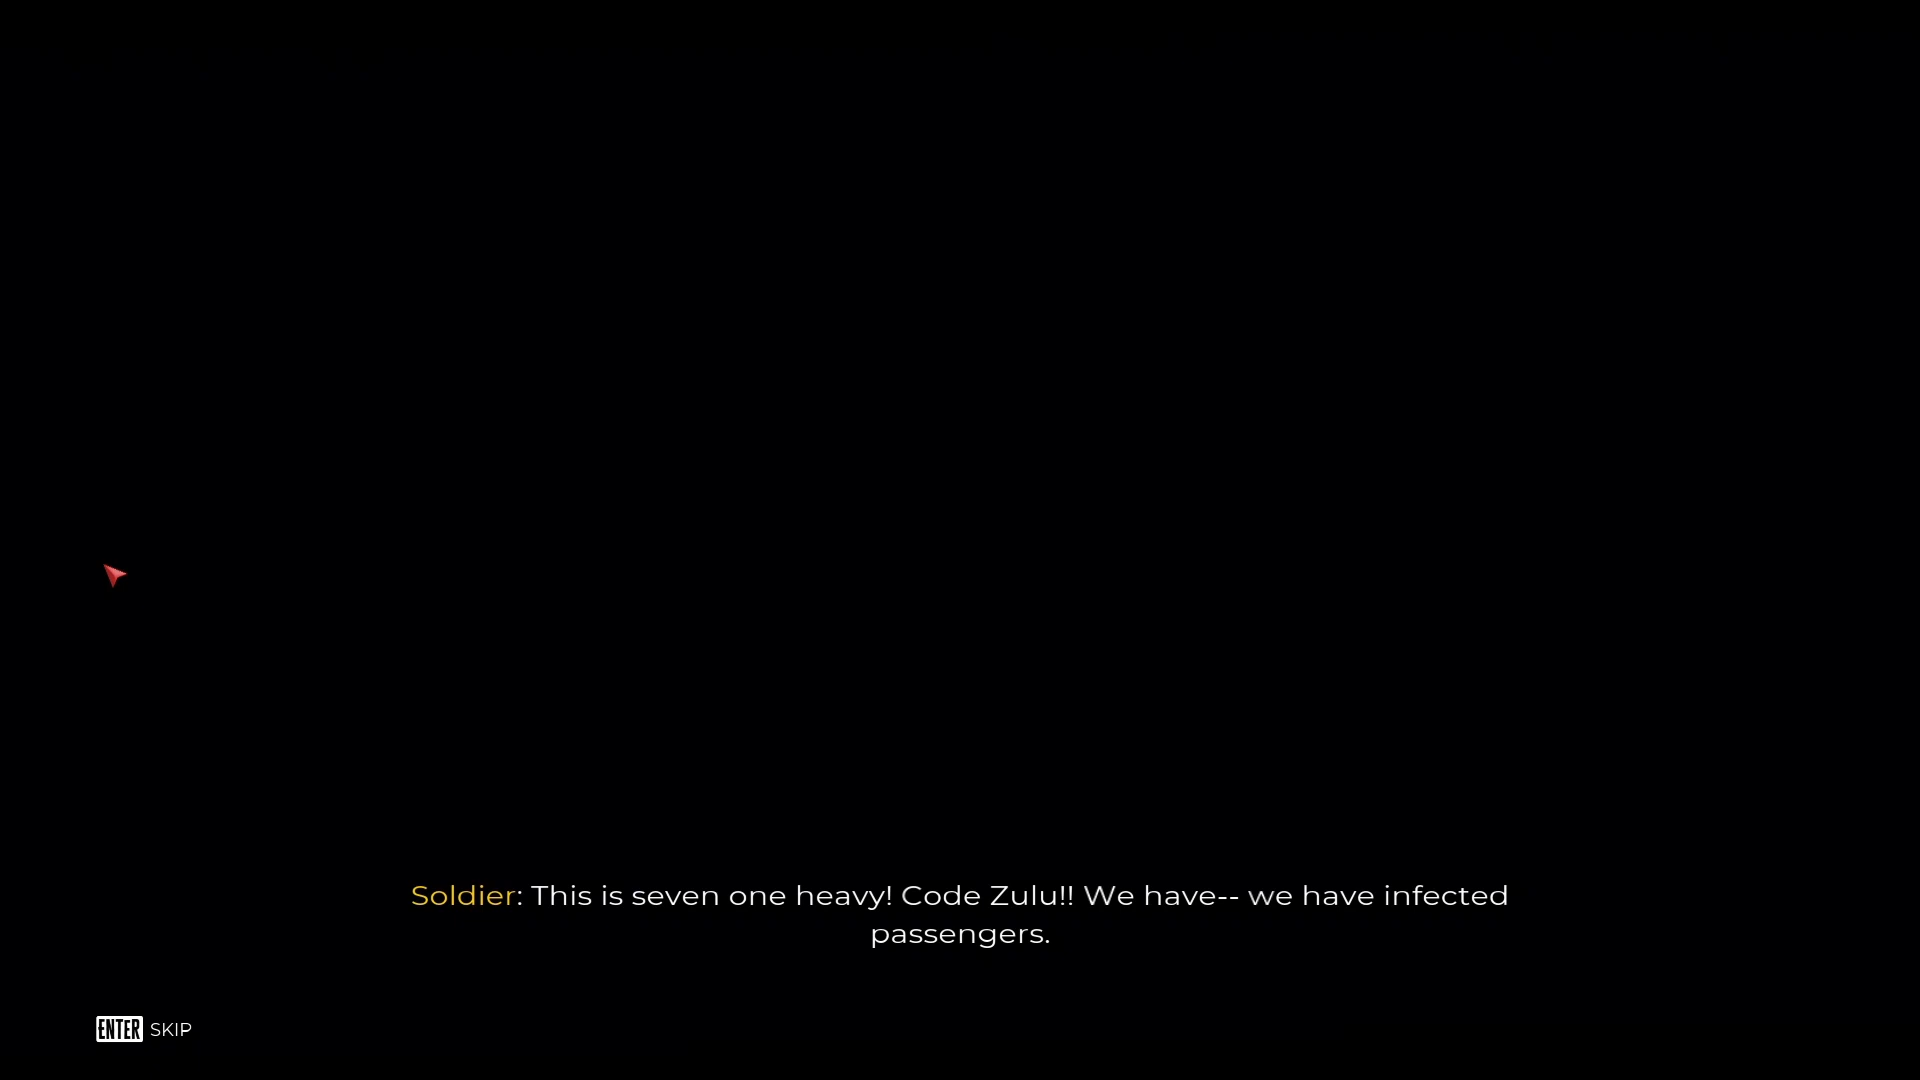 Soldier: This is seven one heavy! Code Zulu!! We have-- we have infected
passengers.
ENTER SKIP